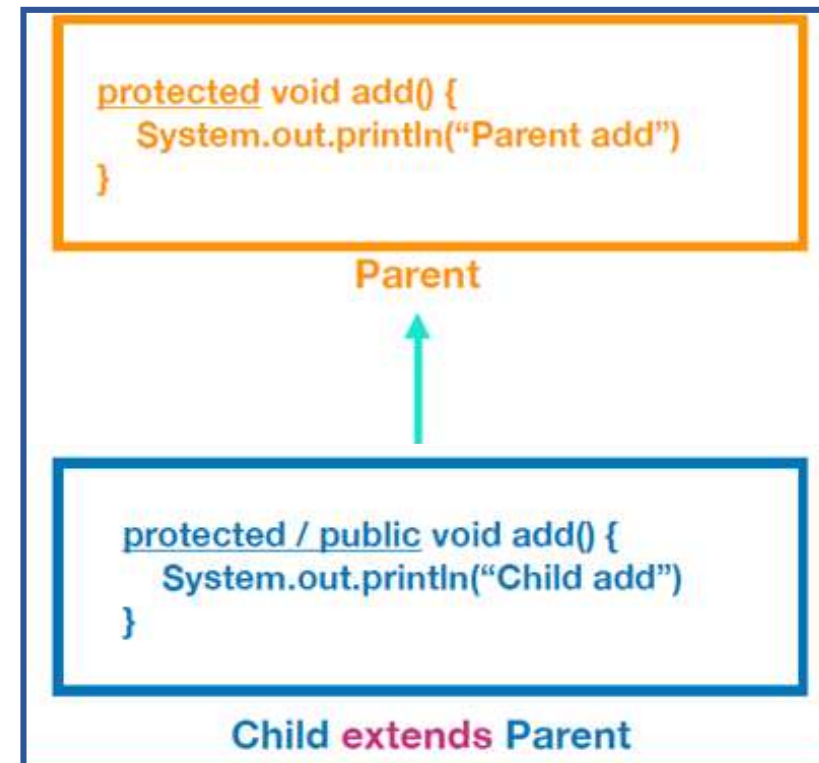 protected void add() {
System.out.println(“Parent add”)
}
Parent
protected / public void add() {
System.out.println(“Child add”)
}
Child extends Parent